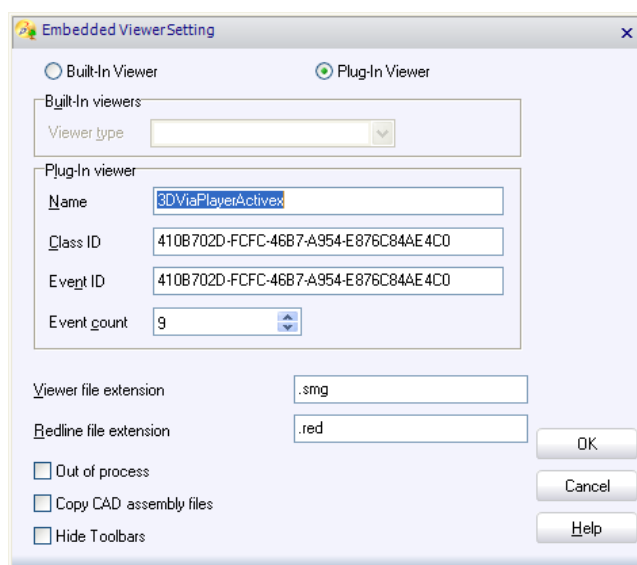 Embedded ViewerSetting
Built-In Viewer Plug-In Viewer
Built-In viewers
Viewer type
Plug-In viewer
Name 3DViaPlayerActivex
Class ID 410B702D-FCFC-46B7-A954-E876C84AE4C0
Event ID 410B702D-FCFC-46B7-A954-E876C84AE4C0
Event count 9
Viewer file extension .smg
Redline file extension .red
OK
Out of process
Cancel
Copy CAD assembly files
Help
Hide Toolbars